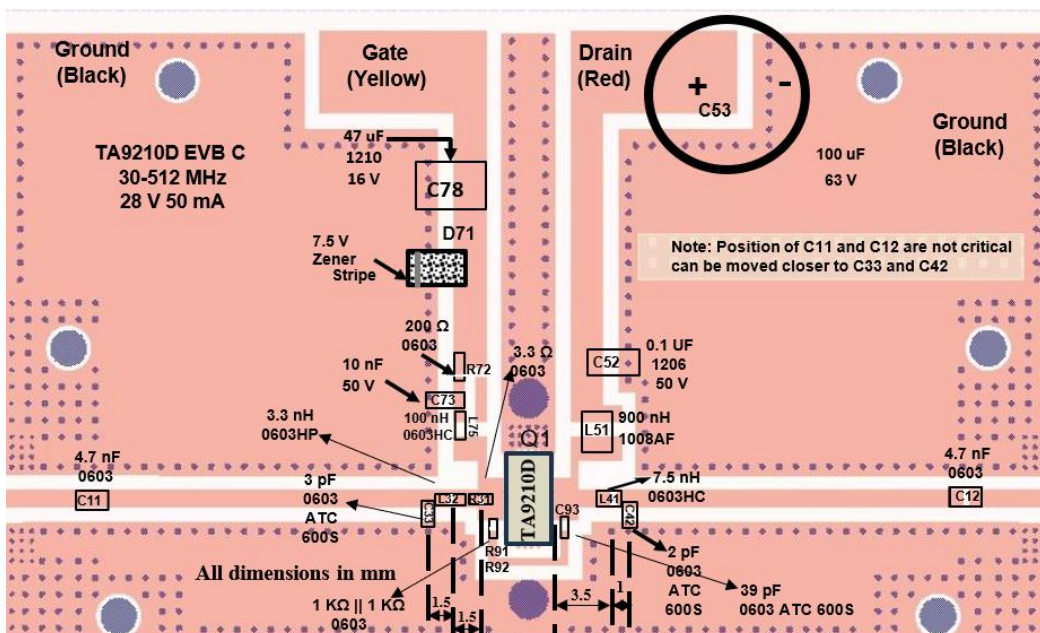 Ground
(Black)
Gate
(Yellow)
Drain
(Red)
+
-
C53
Ground
(Black)
TA9210D EVB C
30-512 MHz
28 V 50 mA
47 uF
1210
16 V
C78
100 uF
63 V
D71
7.5 V
Zener
Stripe
Note: Position of C11 and C12 are not critical
can be moved closer to C33 and C42
200 Ω
0603
R72
3.3 Ω
0603
C52
0.1 UF
1206
50 V
10 nF
50 V
C73
100 nH
0603HC
L75
Q1
L51
900 nH
1008AF
3.3 nH
0603HP
4.7 nF
0603
C11
3 pF
0603
ATC
600S
L32
R31
C33
TA9210D
C93
L41
C42
7.5 nH
0603HC
4.7 nF
0603
C12
R91
R92
All dimensions in mm
1 KΩ || 1 KΩ
0603
1.5
1.5
3.5
1
2 pF
0603
ATC
600S
39 pF
0603 ATC 600S